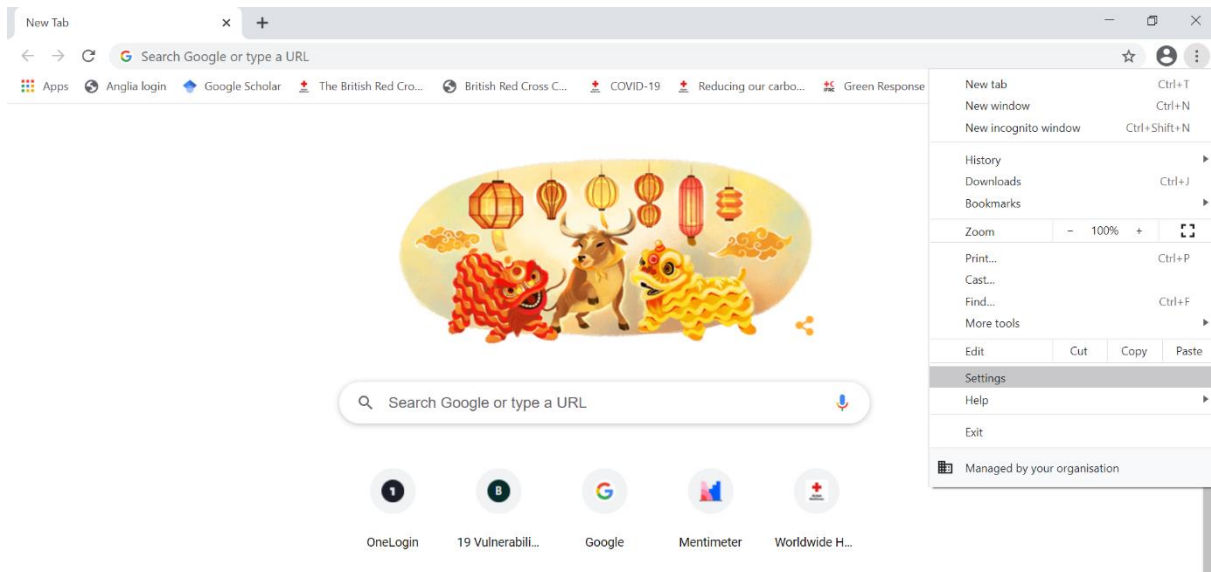 New Tab
Search Google or type a URL
Apps Anglia login Google Scholar The British Red Cro... British Red Cross C... COVID-19 Reducing our carbo... Green Response
New tab Ctrl+T
New window Ctrl+N
New incognito window Ctrl+Shift+N
History
Downloads Ctrl+J
Bookmarks
Zoom - 100% +
Print... Ctrl+P
Cast...
Find... Ctrl+F
More tools
Edit Cut Copy Paste
Settings
Help
Exit
Managed by your organisation
Search Google or type a URL
1 B G
OneLogin 19 Vulnerabili... Google Mentimeter Worldwide H...